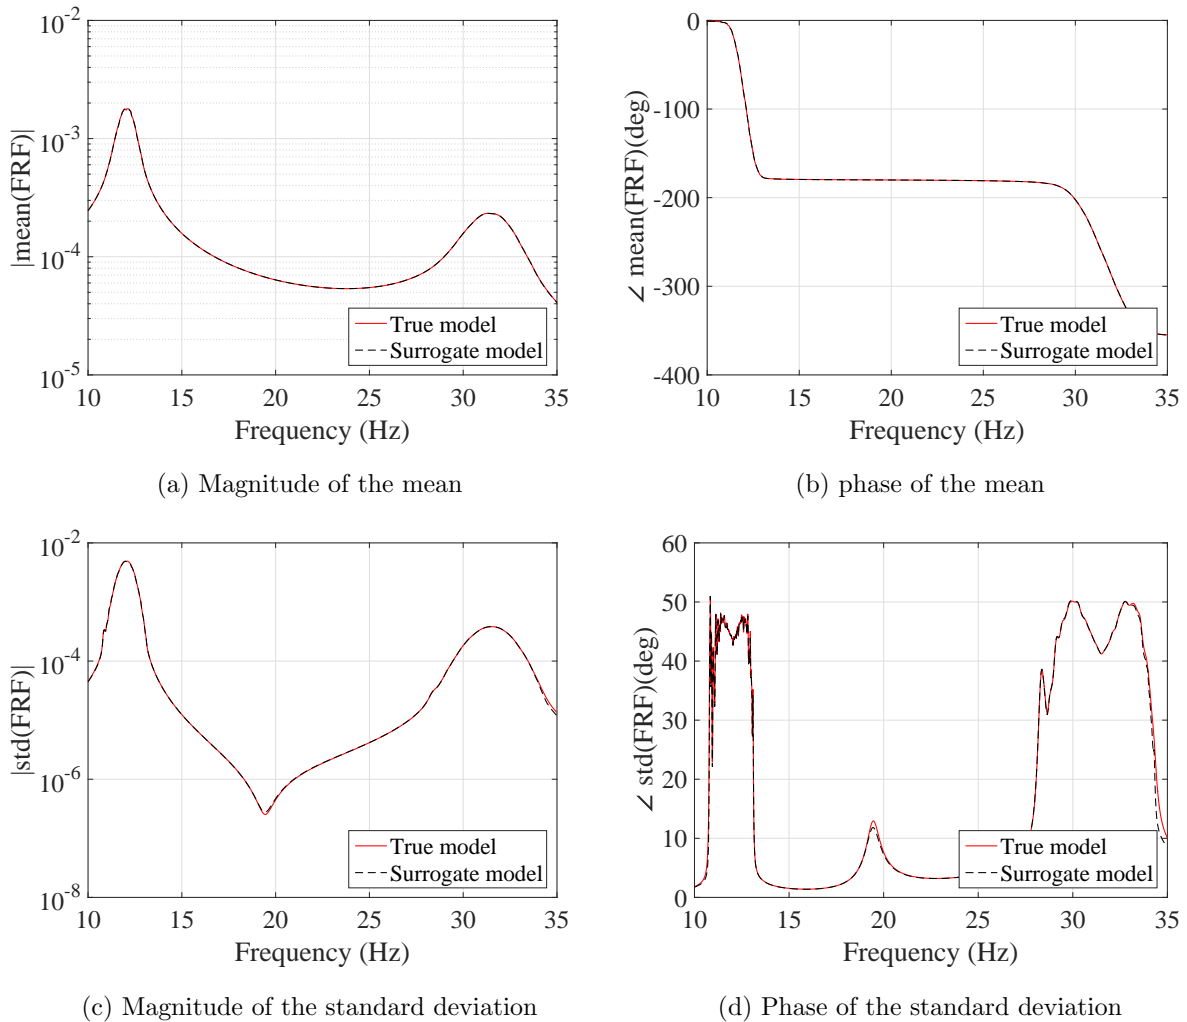 10^-2
10^-3
10^-4
10^-5
|mean(FRF)|
10 15 20 25 30 35
Frequency (Hz)
True model
Surrogate model
(a) Magnitude of the mean
0
-100
-200
-300
-400
∠ mean(FRF)(deg)
10 15 20 25 30 35
Frequency (Hz)
True model
Surrogate model
(b) phase of the mean
10^-2
10^-4
10^-6
10^-8
|std(FRF)|
10 15 20 25 30 35
Frequency (Hz)
True model
Surrogate model
(c) Magnitude of the standard deviation
60
50
40
30
20
10
0
∠ std(FRF)(deg)
10 15 20 25 30 35
Frequency (Hz)
True model
Surrogate model
(d) Phase of the standard deviation